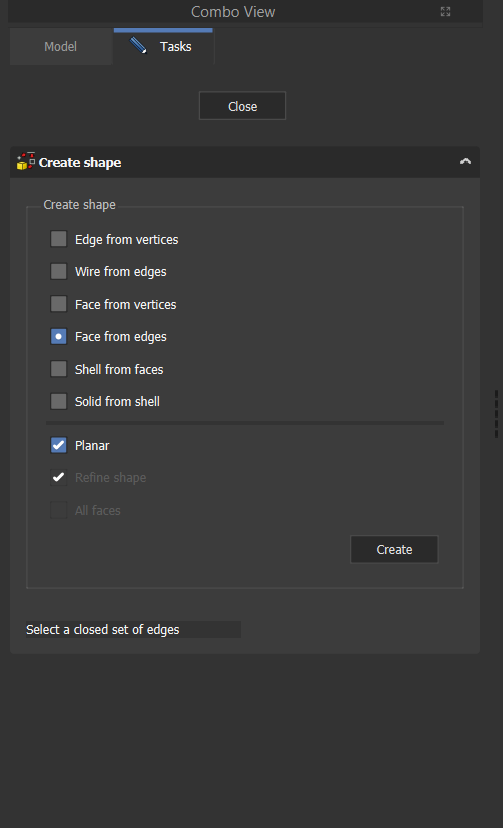 Combo View
Model
Tasks
Close
Create shape
Create shape
Edge from vertices
Wire from edges
Face from vertices
Face from edges
Shell from faces
Solid from shell
Planar
Refine shape
All faces
Create
Select a closed set of edges